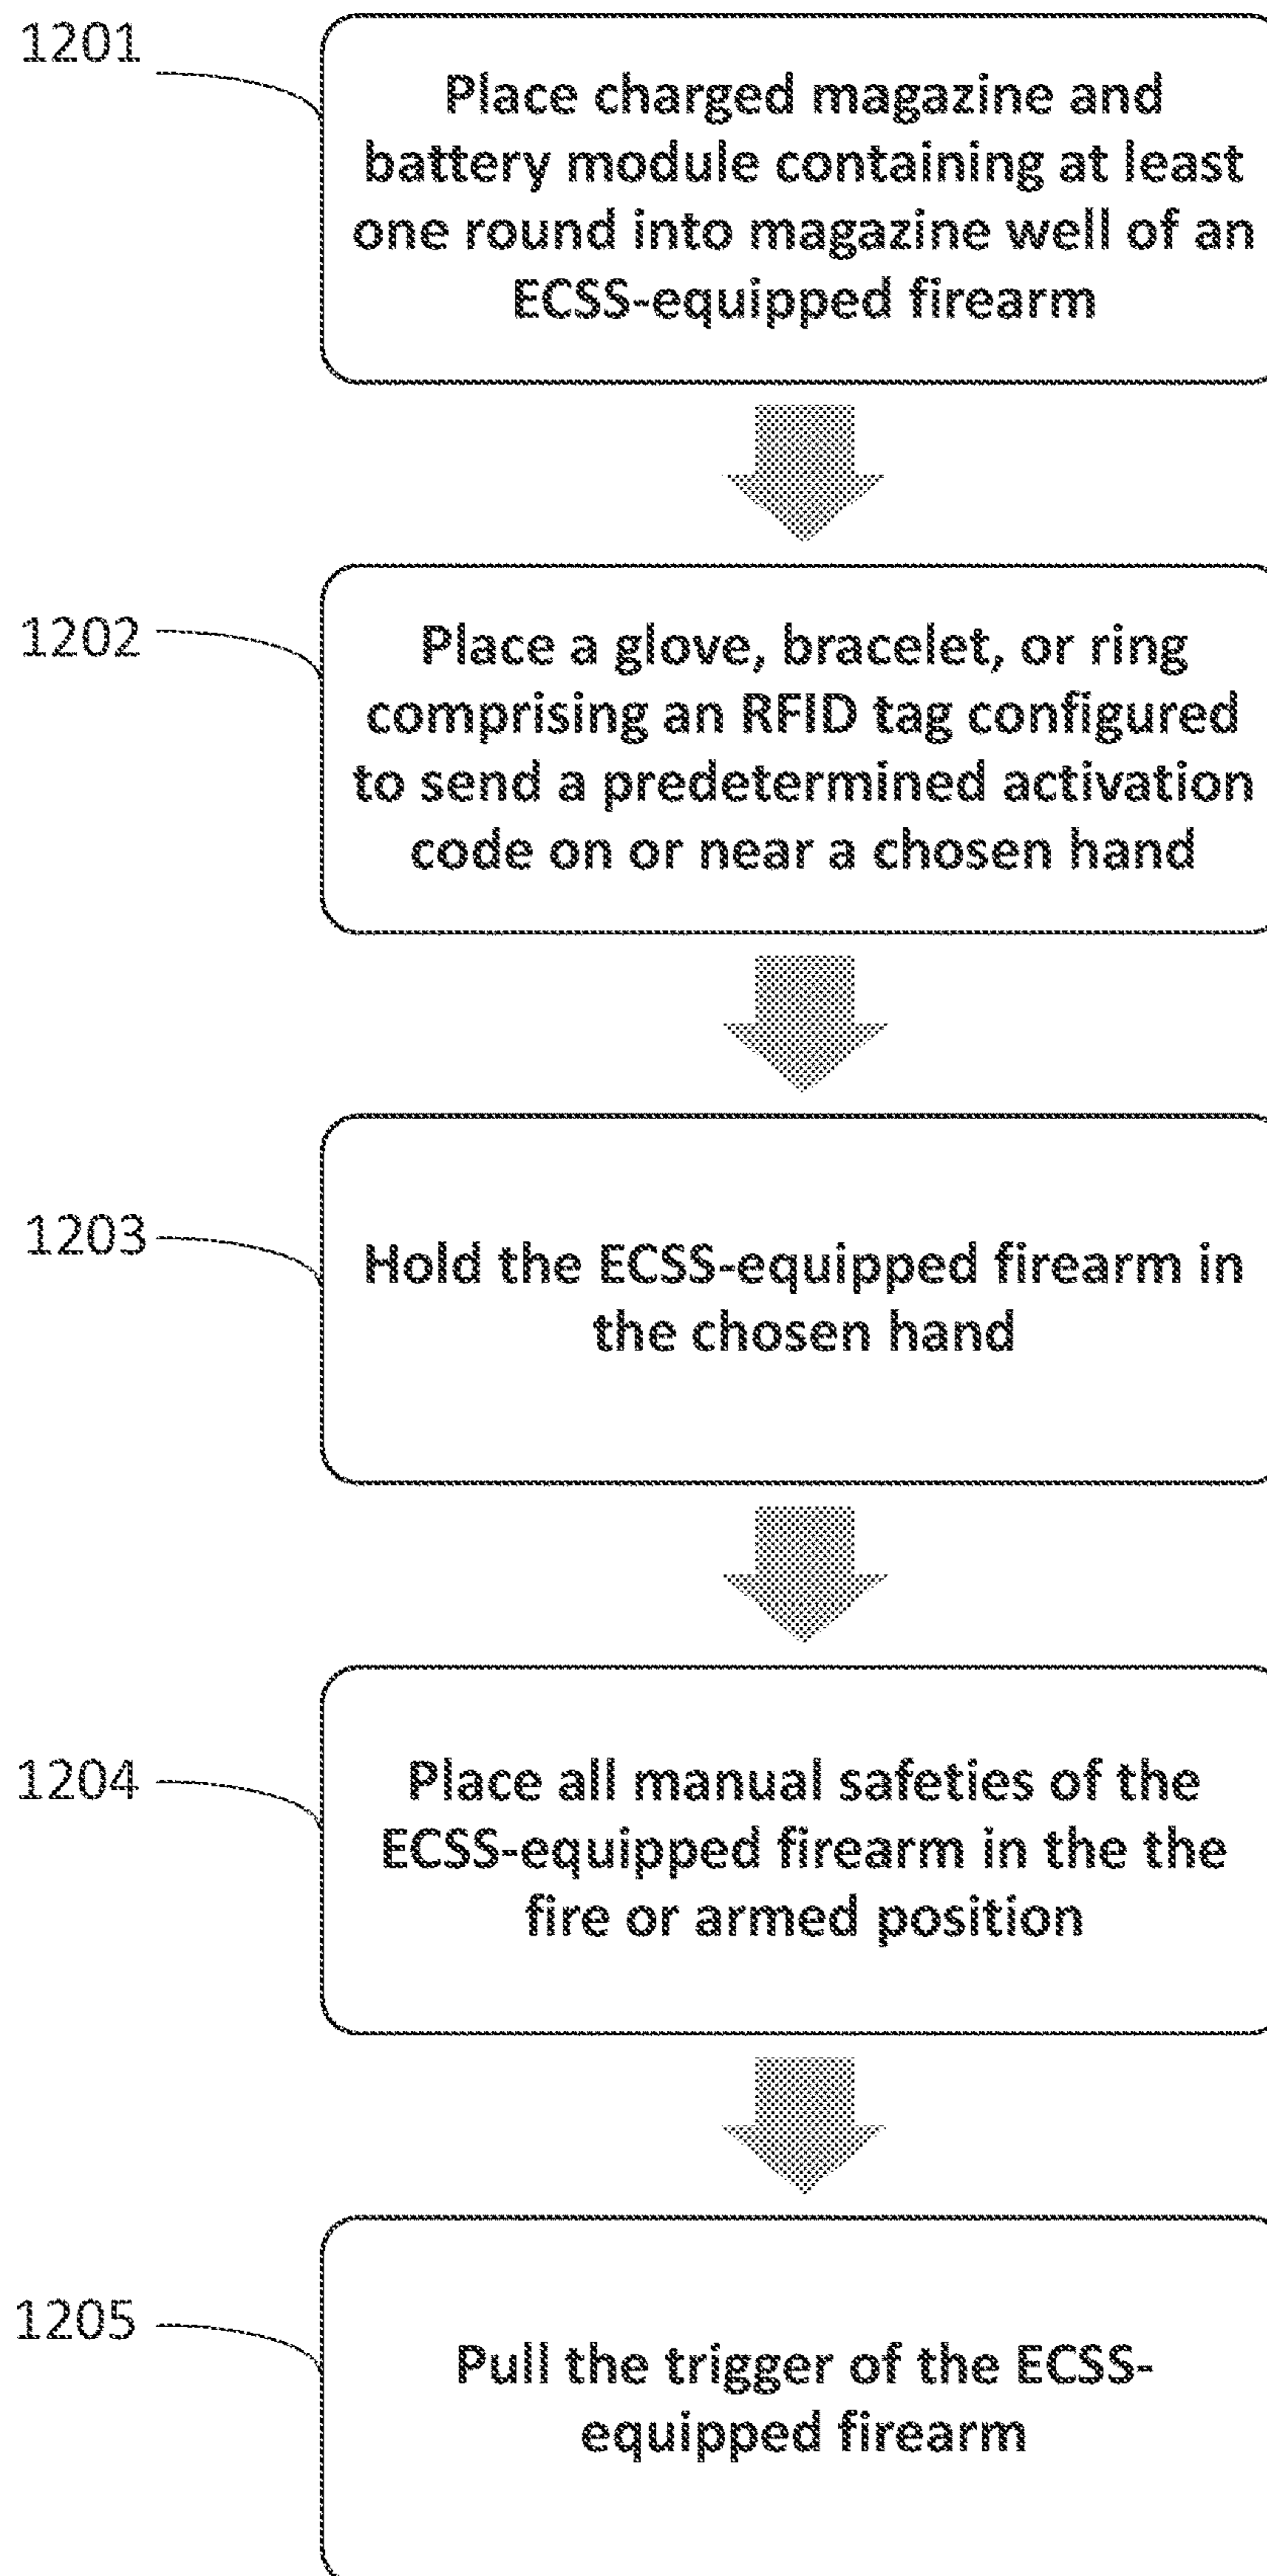 1201
Place charged magazine and
battery module containing at least
one round into magazine well of an
ECSS-equipped firearm
1202
Place a glove, bracelet, or ring
comprising an RFID tag configured
to send a predetermined activation
code on or near a chosen hand
1203
Hold the ECSS-equipped firearm in
the chosen hand
1204
Place all manual safeties of the
ECSS-equipped firearm in the the
fire or armed position
1205
Pull the trigger of the ECSS-
equipped firearm